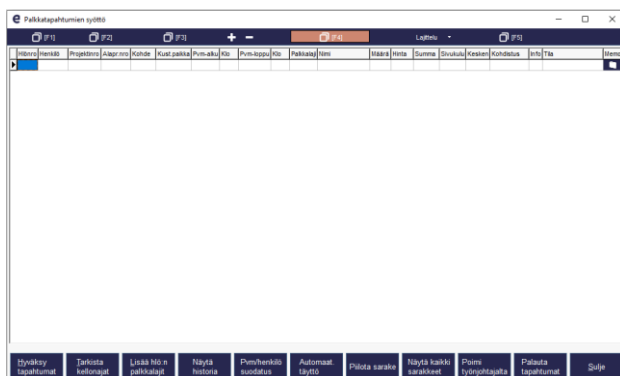 e Palkkatapahtumien syöttö
[F1] [F2] [F3] + − [F4] Lajittelu [F5]
Hlönro Henkilö Projektinro Alapr.nro Kohde Kust.paikka Pvm-alku Klo Pvm-loppu Klo Palkkalaji Nimi Määrä Hinta Summa Sivukulu Kesken Kohdistus Info Tila Memo
Hyväksy tapahtumat
Tarkista kellonajat
Lisää hlö:n palkkalajit
Näytä historia
Pvm/henkilö suodatus
Automaat. täyttö
Piilota sarake
Näytä kaikki sarakkeet
Poimi työnjohtajalta
Palauta tapahtumat
Sulje